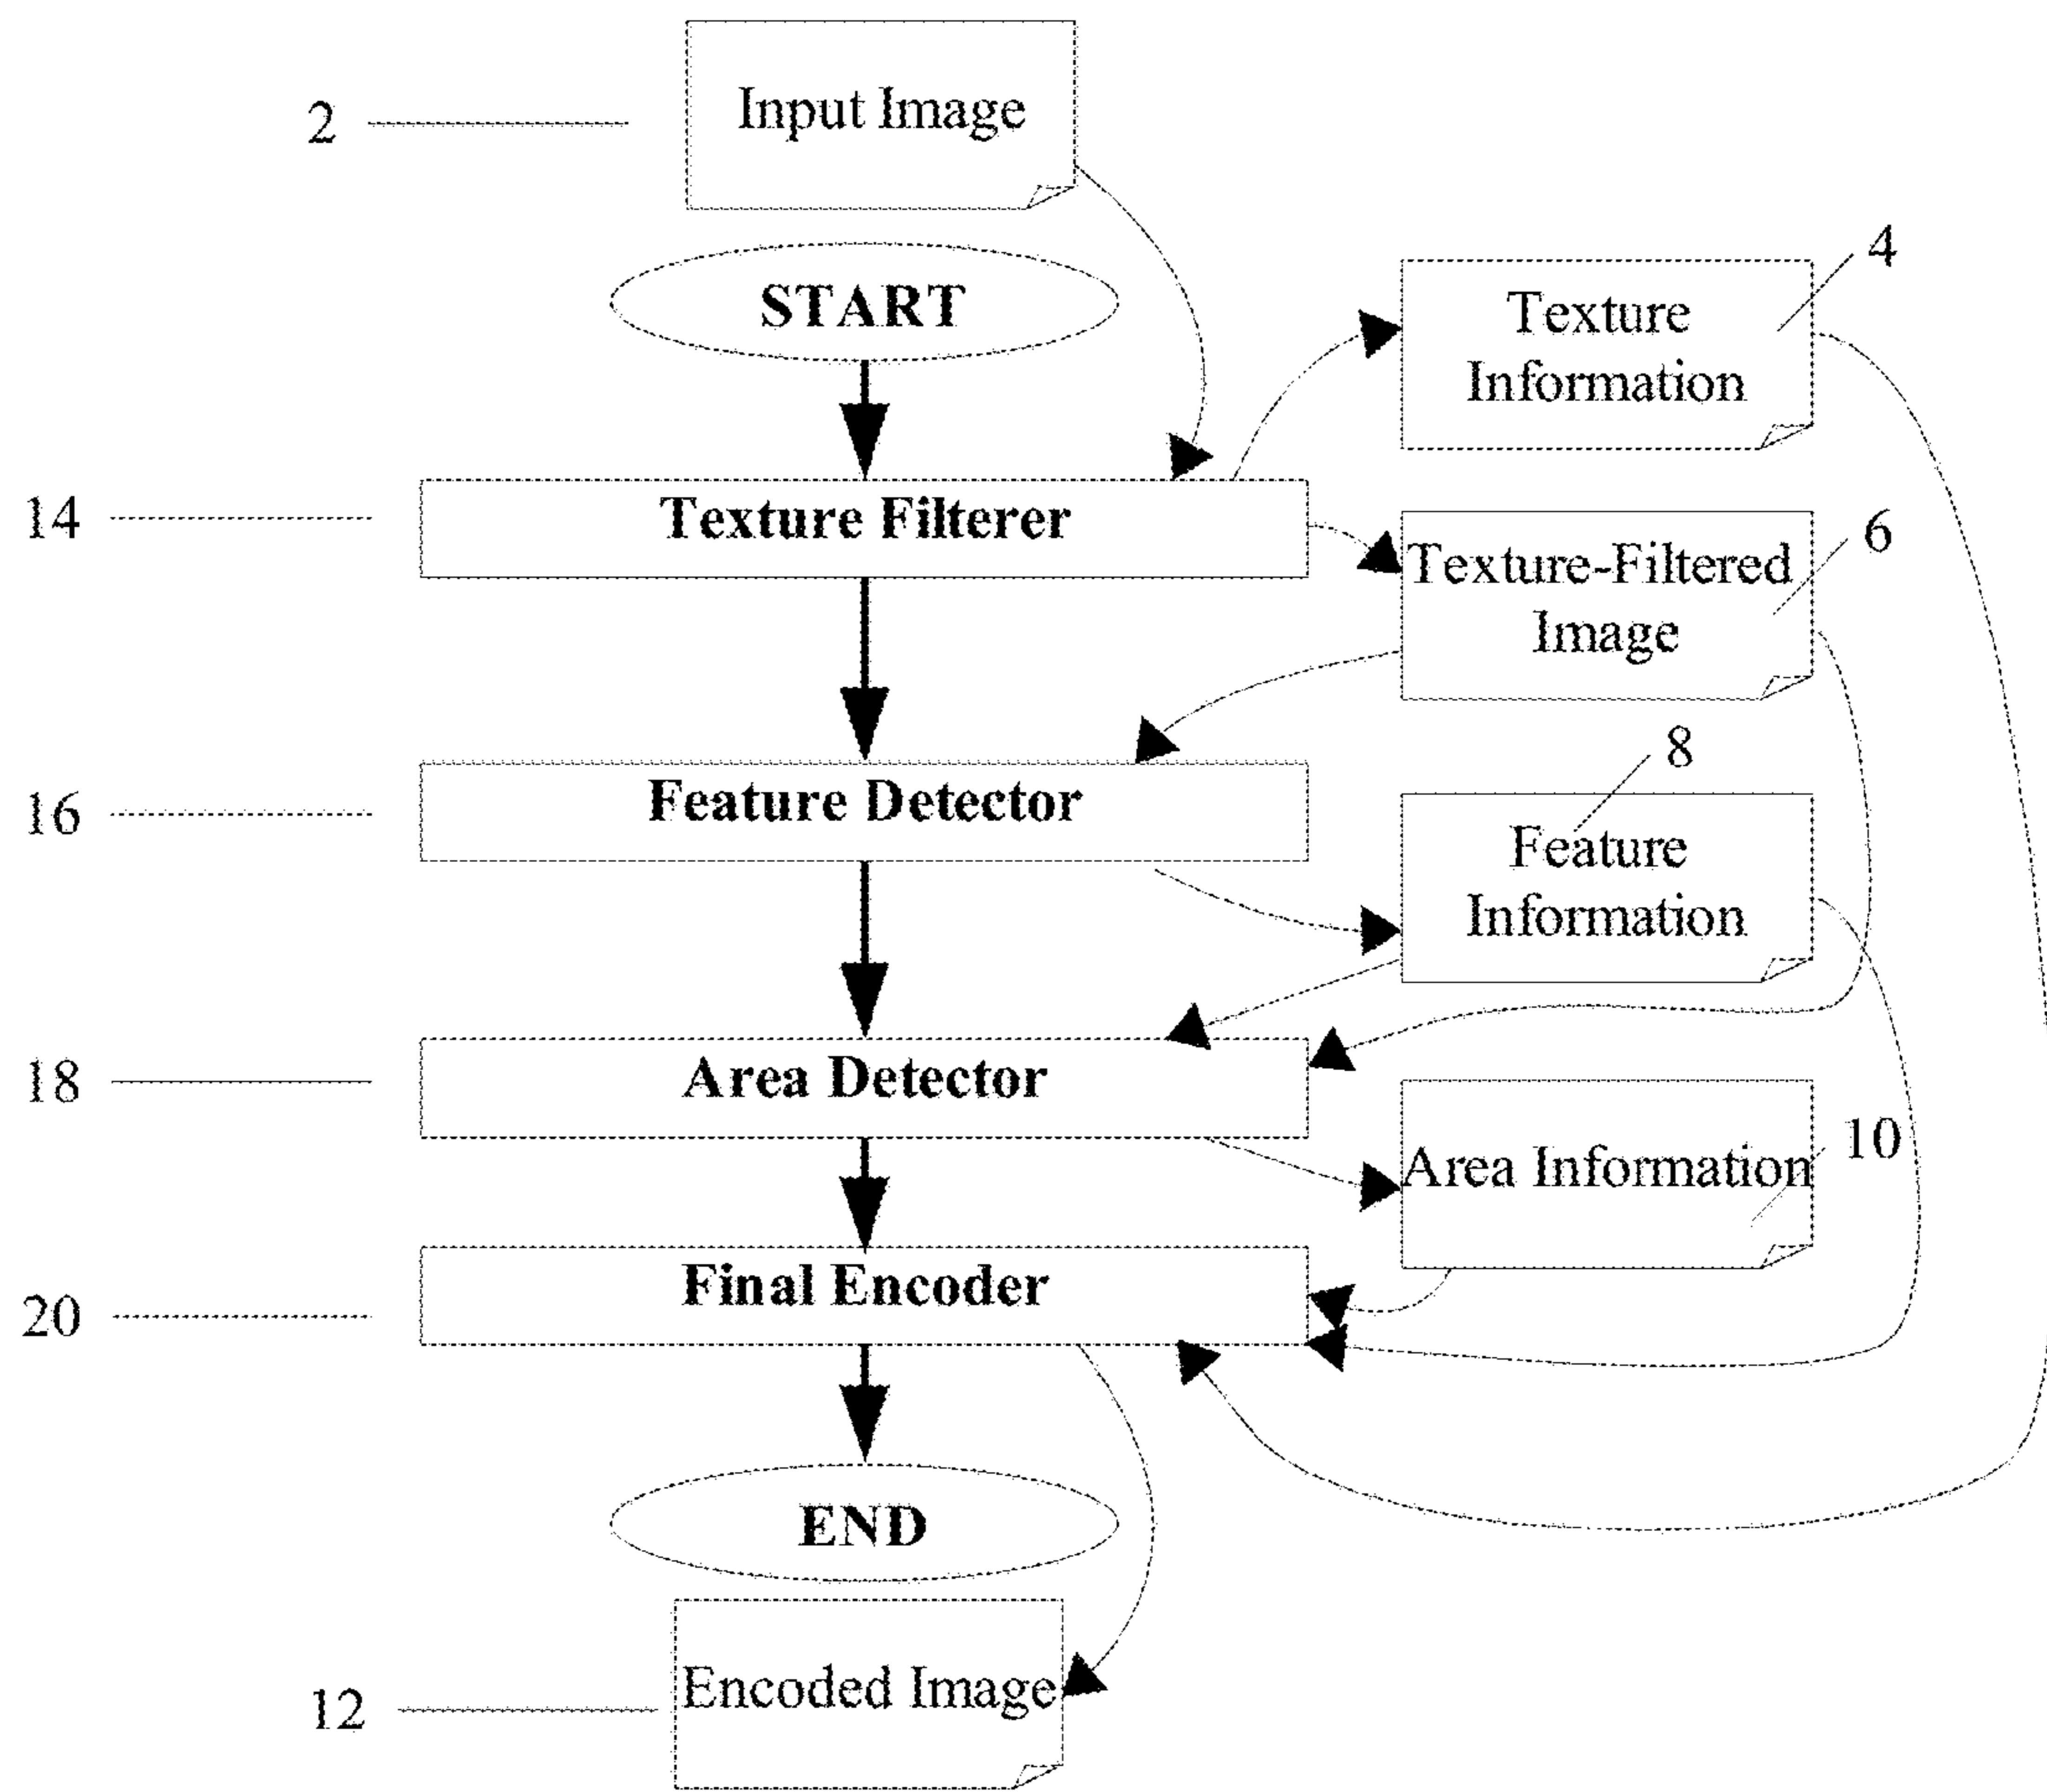 2
Input Image
START
4
Texture
Information
14
Texture Filterer
6
Texture-Filtered
Image
16
Feature Detector
8
Feature
Information
18
Area Detector
10
Area Information
20
Final Encoder
END
12
Encoded Image